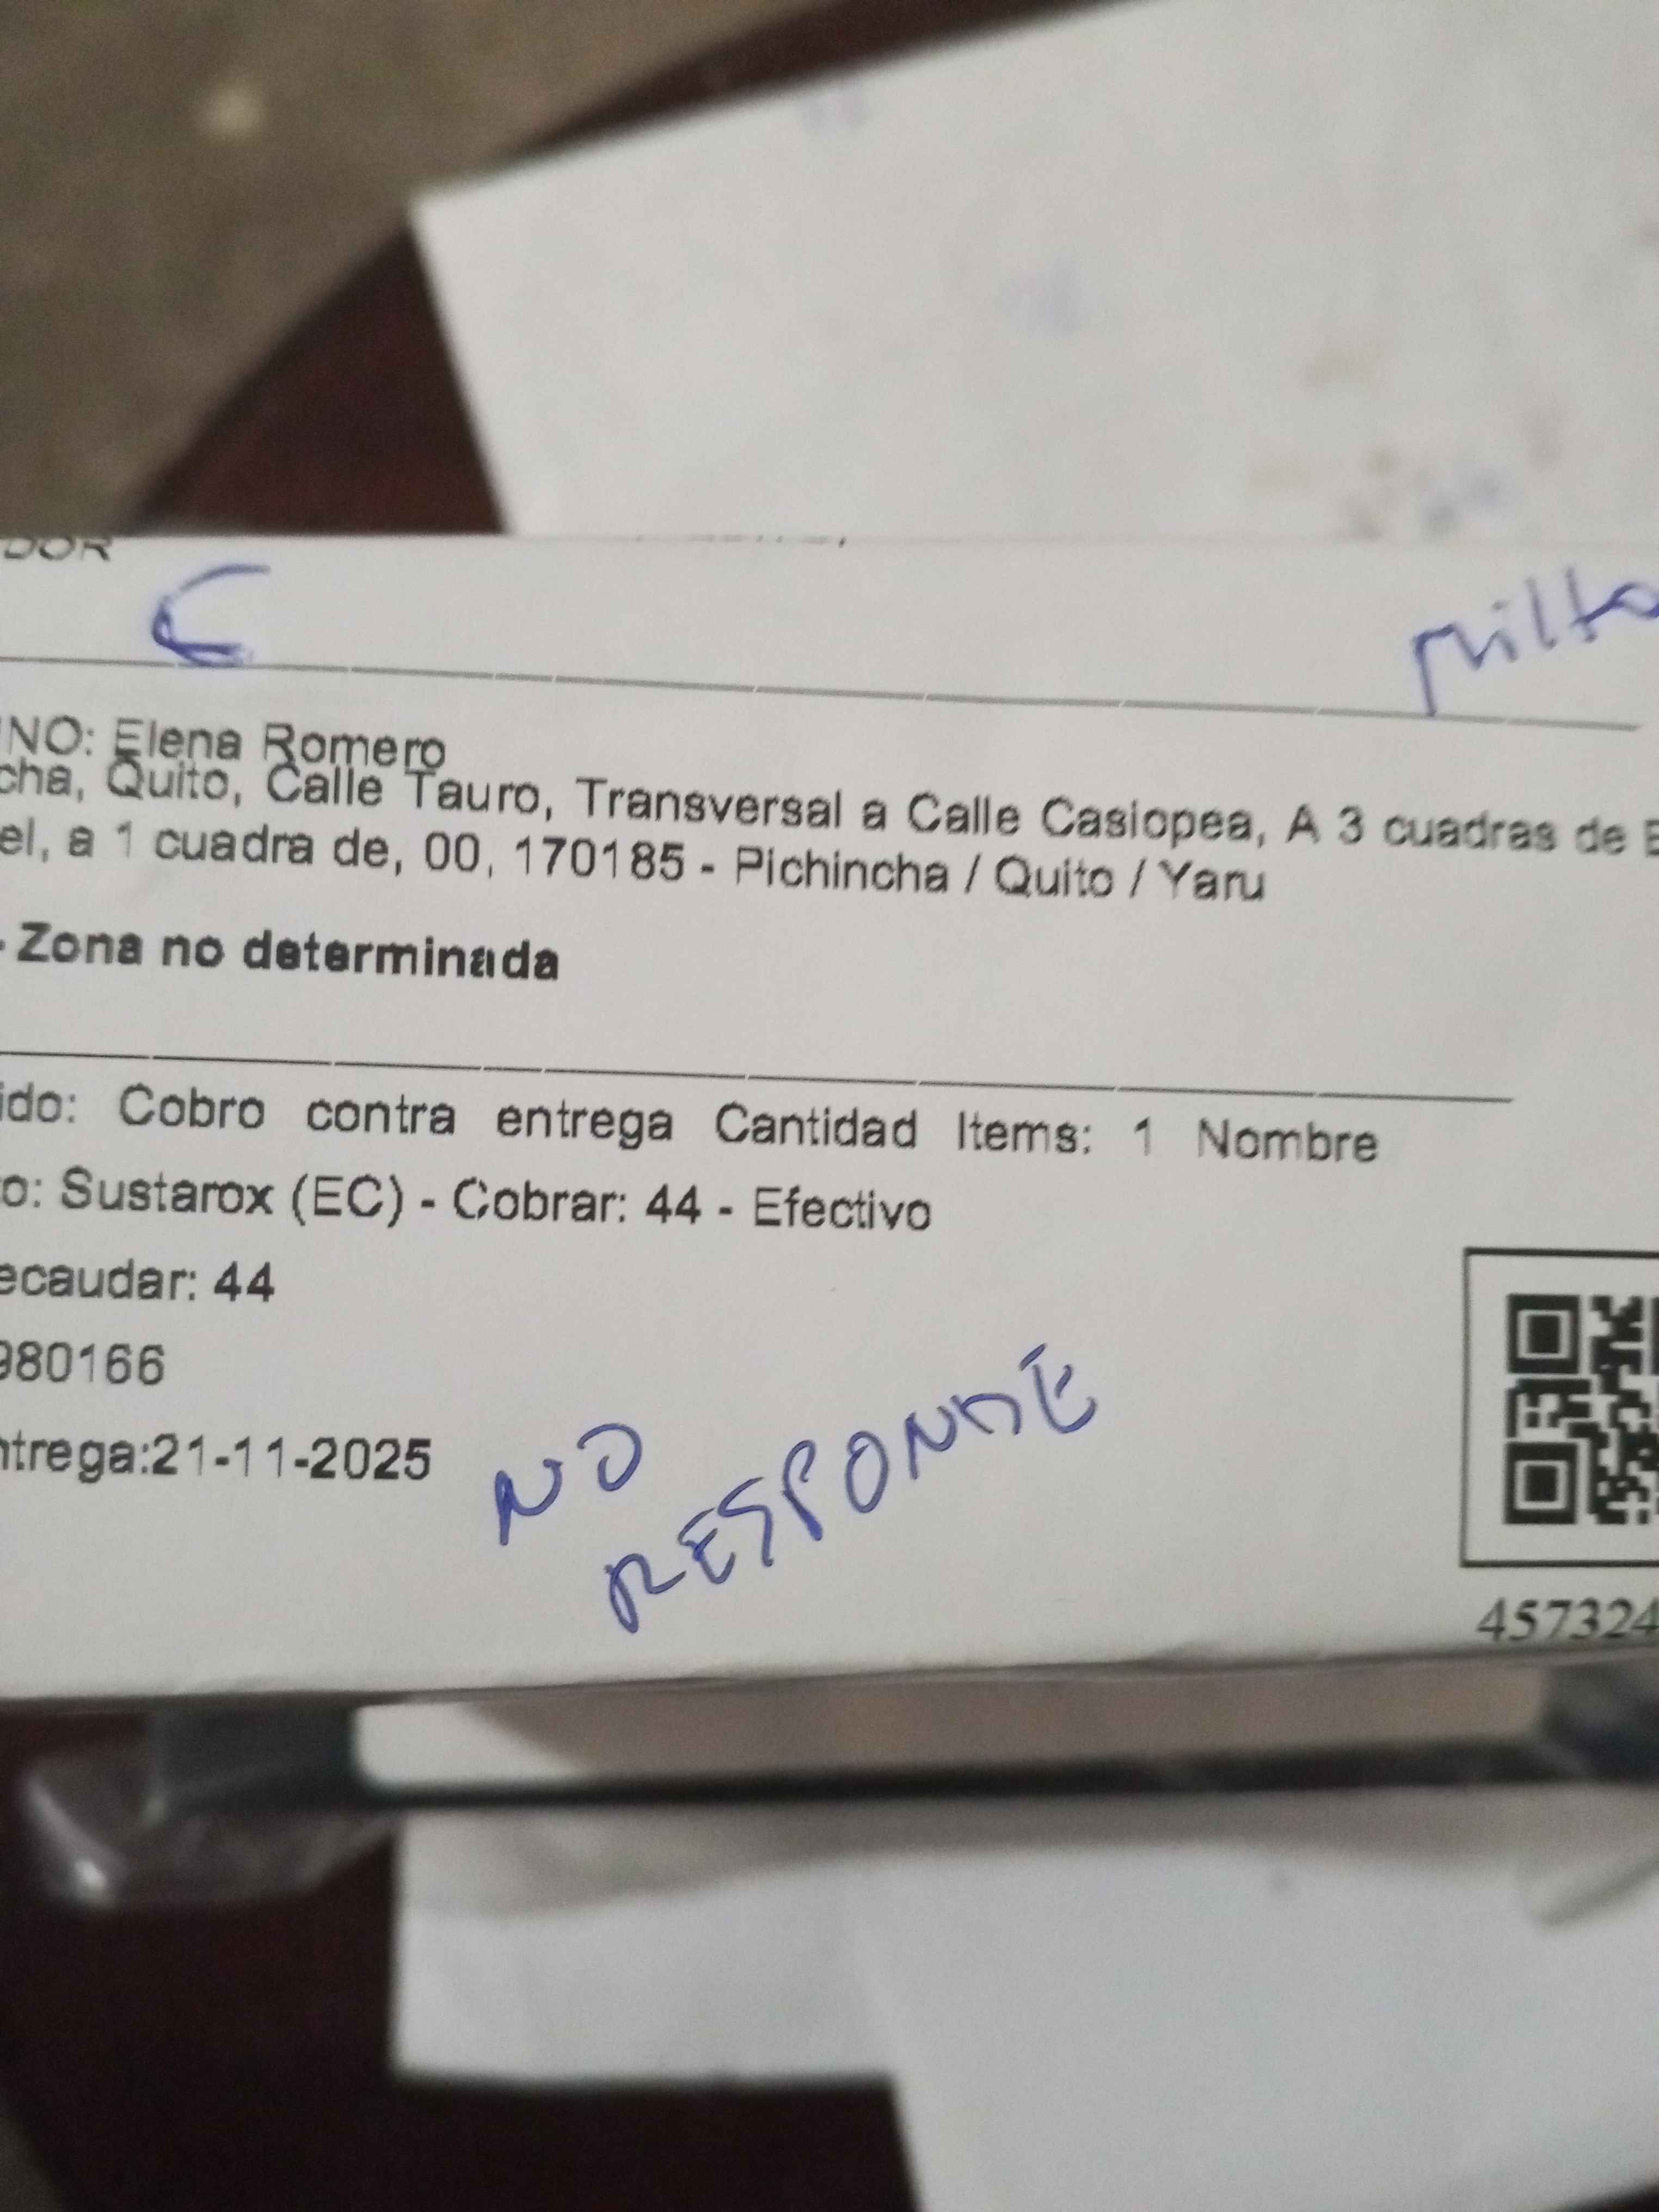 DOR
C
Milto
NO: Elena Romero
cha, Quito, Calle Tauro, Transversal a Calle Casiopea, A 3 cuadras de E
el, a 1 cuadra de, 00, 170185 - Pichincha / Quito / Yaru
- Zona no determinada
ido: Cobro contra entrega Cantidad Items: 1 Nombre
o: Sustarox (EC) - Cobrar: 44 - Efectivo
ecaudar: 44
980166
ntrega:21-11-2025
NO
RESPONDE
457324